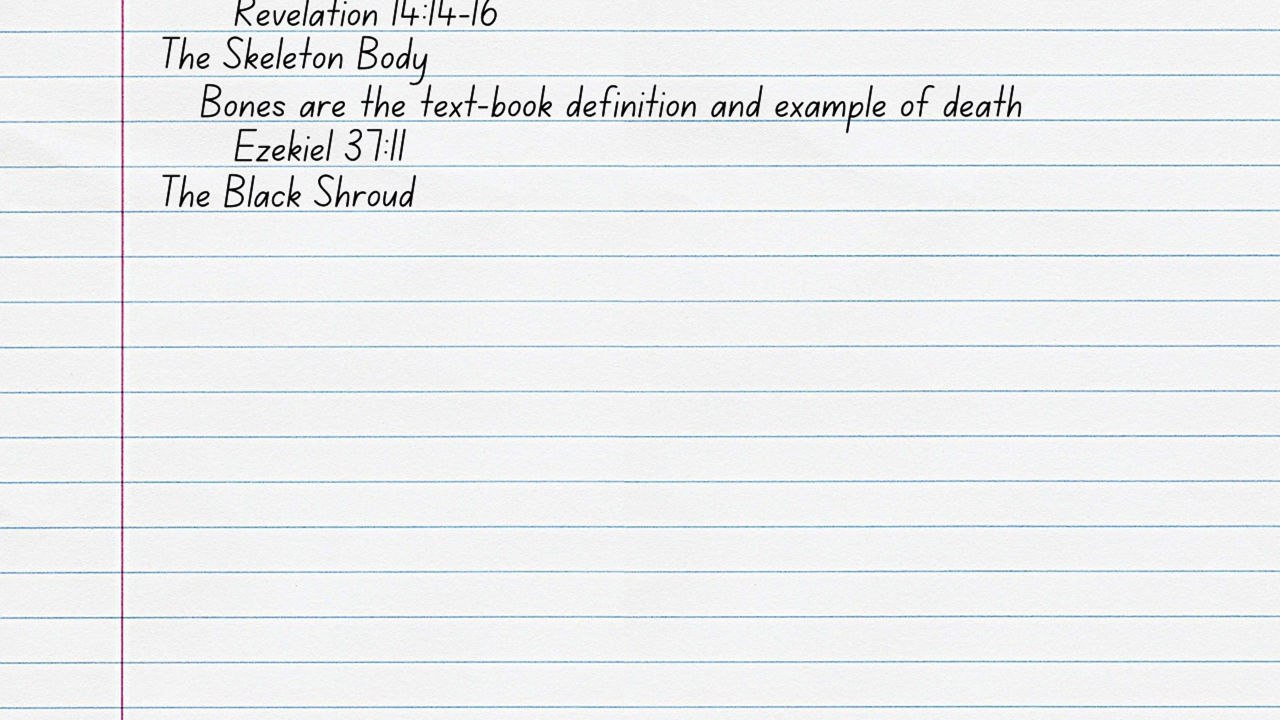 Revelation 14:14-16
The Skeleton Body
Bones are the text-book definition and example of death
Ezekiel 37:11
The Black Shroud